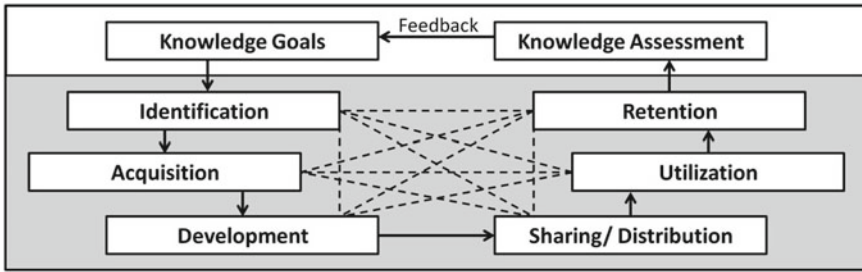 Knowledge Goals
Feedback
Knowledge Assessment
Identification
Retention
Acquisition
Utilization
Development
Sharing/ Distribution